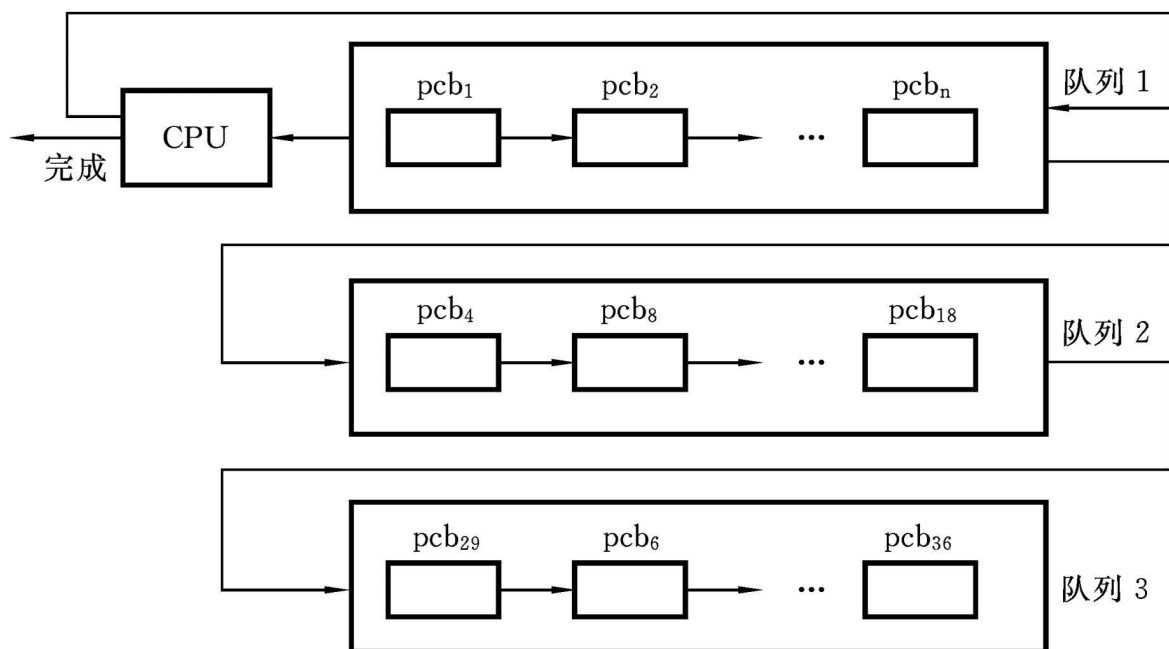 pcb₁ pcb₂ pcbₙ
队列 1
CPU
···
完成
pcb₄ pcb₈ pcb₁₈
队列 2
···
pcb₂₉ pcb₆ pcb₃₆
···
队列 3